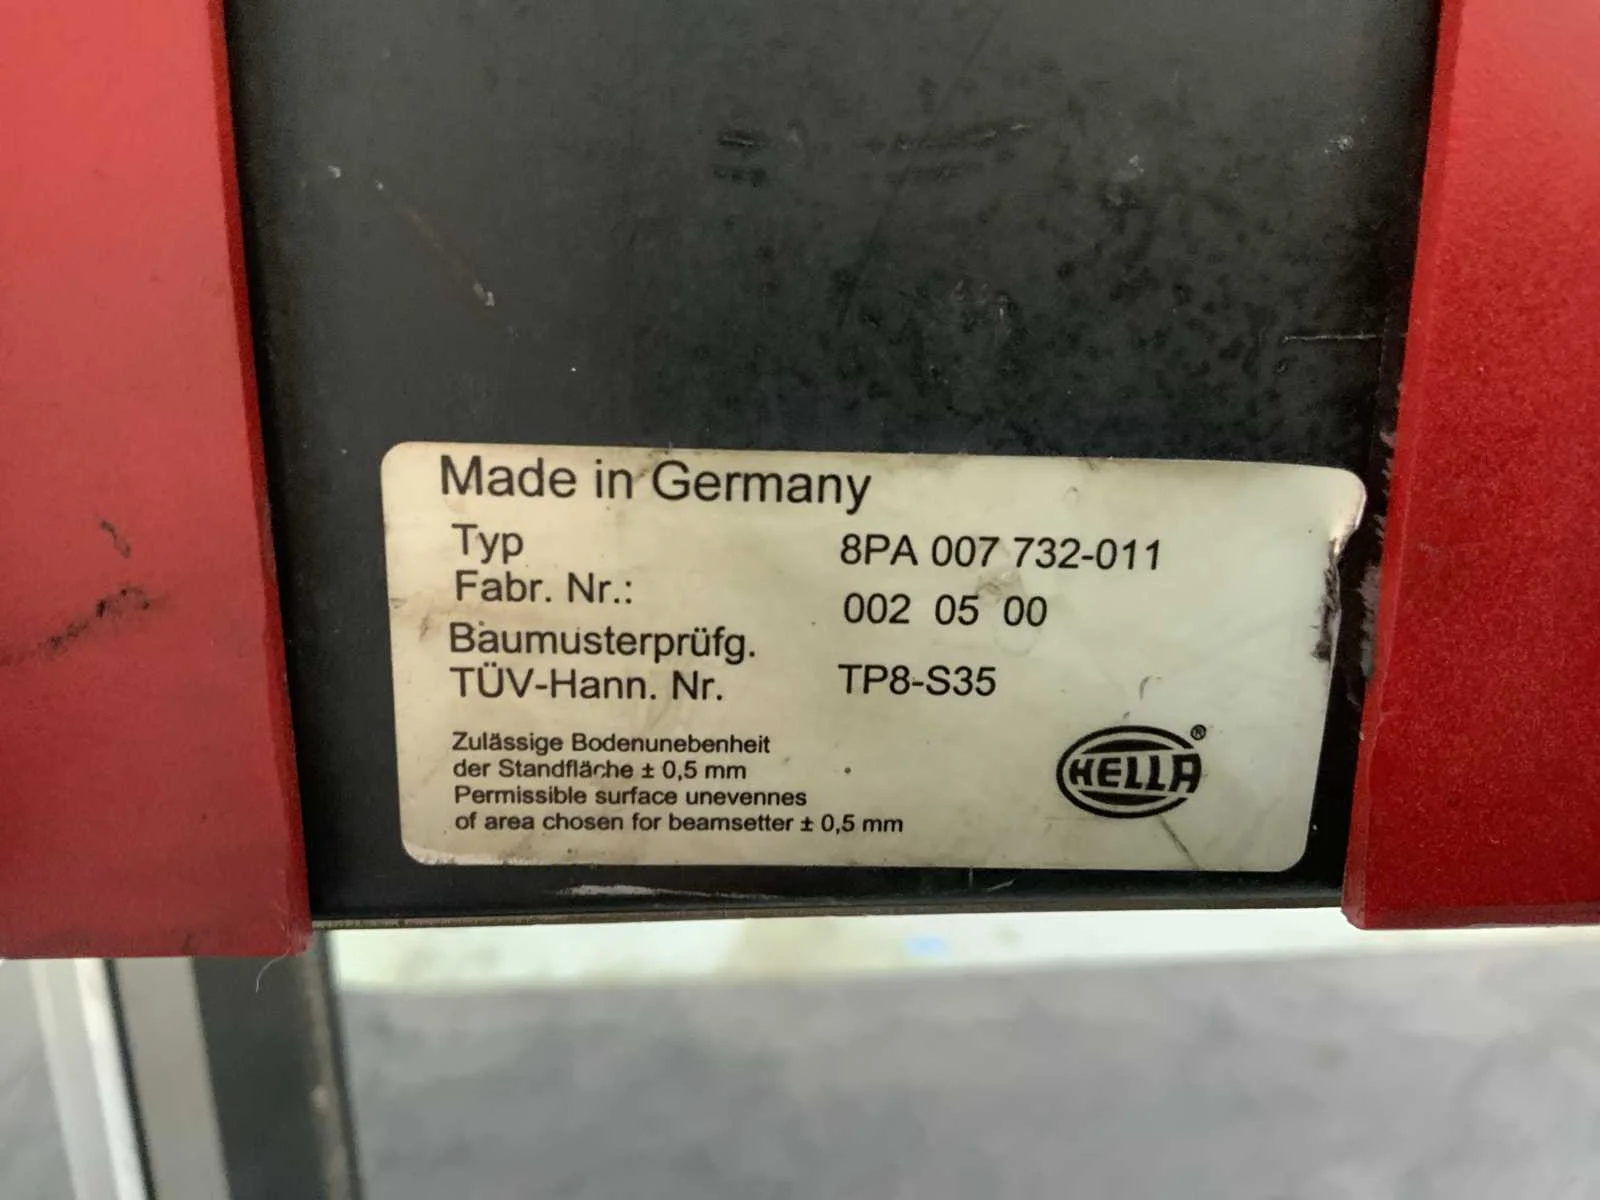 Made in Germany
Typ 8PA 007 732-011
Fabr. Nr.: 002 05 00
Baumusterprüfg.
TÜV-Hann. Nr. TP8-S35
Zulässige Bodenunebenheit
der Standfläche ± 0,5 mm
Permissible surface unevennes
of area chosen for beamsetter ± 0,5 mm
HELLA®